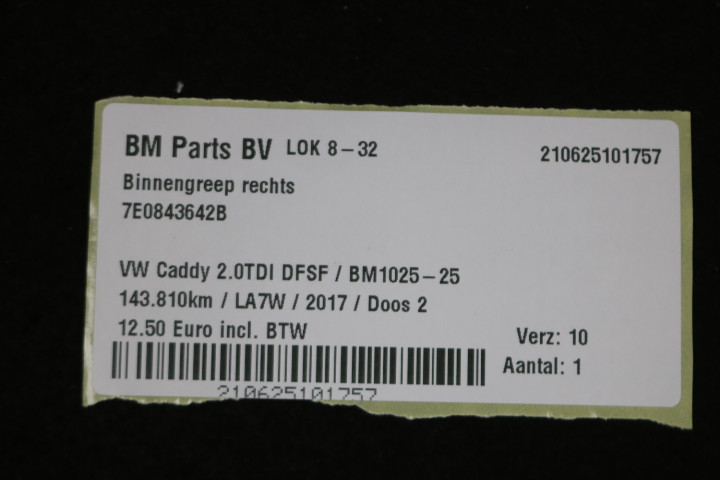 BM Parts BV LOK 8-32 210625101757
Binnengreep rechts
7E0843642B
VW Caddy 2.0TDI DFSF / BM1025-25
143.810km / LA7W / 2017 / Doos 2
12.50 Euro incl. BTW Verz: 10
Aantal: 1
210625101757